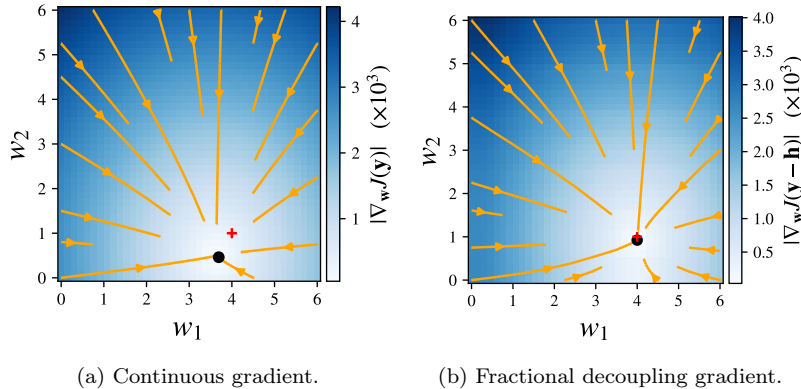 6
5
4
3
2
1
0
w₂
0 1 2 3 4 5 6
w₁
4
3
2
1
|∇_w J(y)| (×10³)
(a) Continuous gradient.
6
5
4
3
2
1
0
w₂
0 1 2 3 4 5 6
w₁
4.0
3.5
3.0
2.5
2.0
1.5
1.0
0.5
|∇_w J(y − h)| (×10³)
(b) Fractional decoupling gradient.